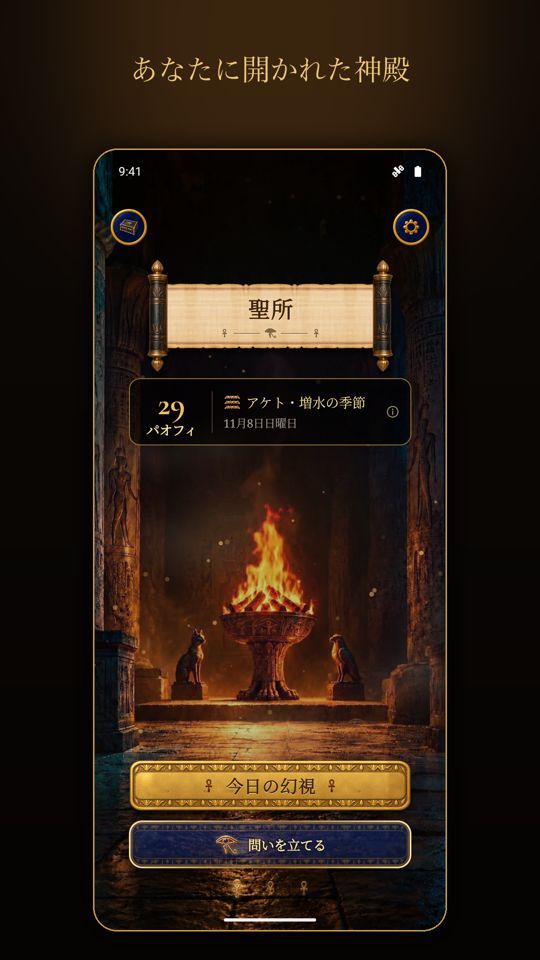 あなたに開かれた神殿
9:41
聖所
29
パオフィ
アケト・増水の季節
11月8日日曜日
今日の幻視
問いを立てる